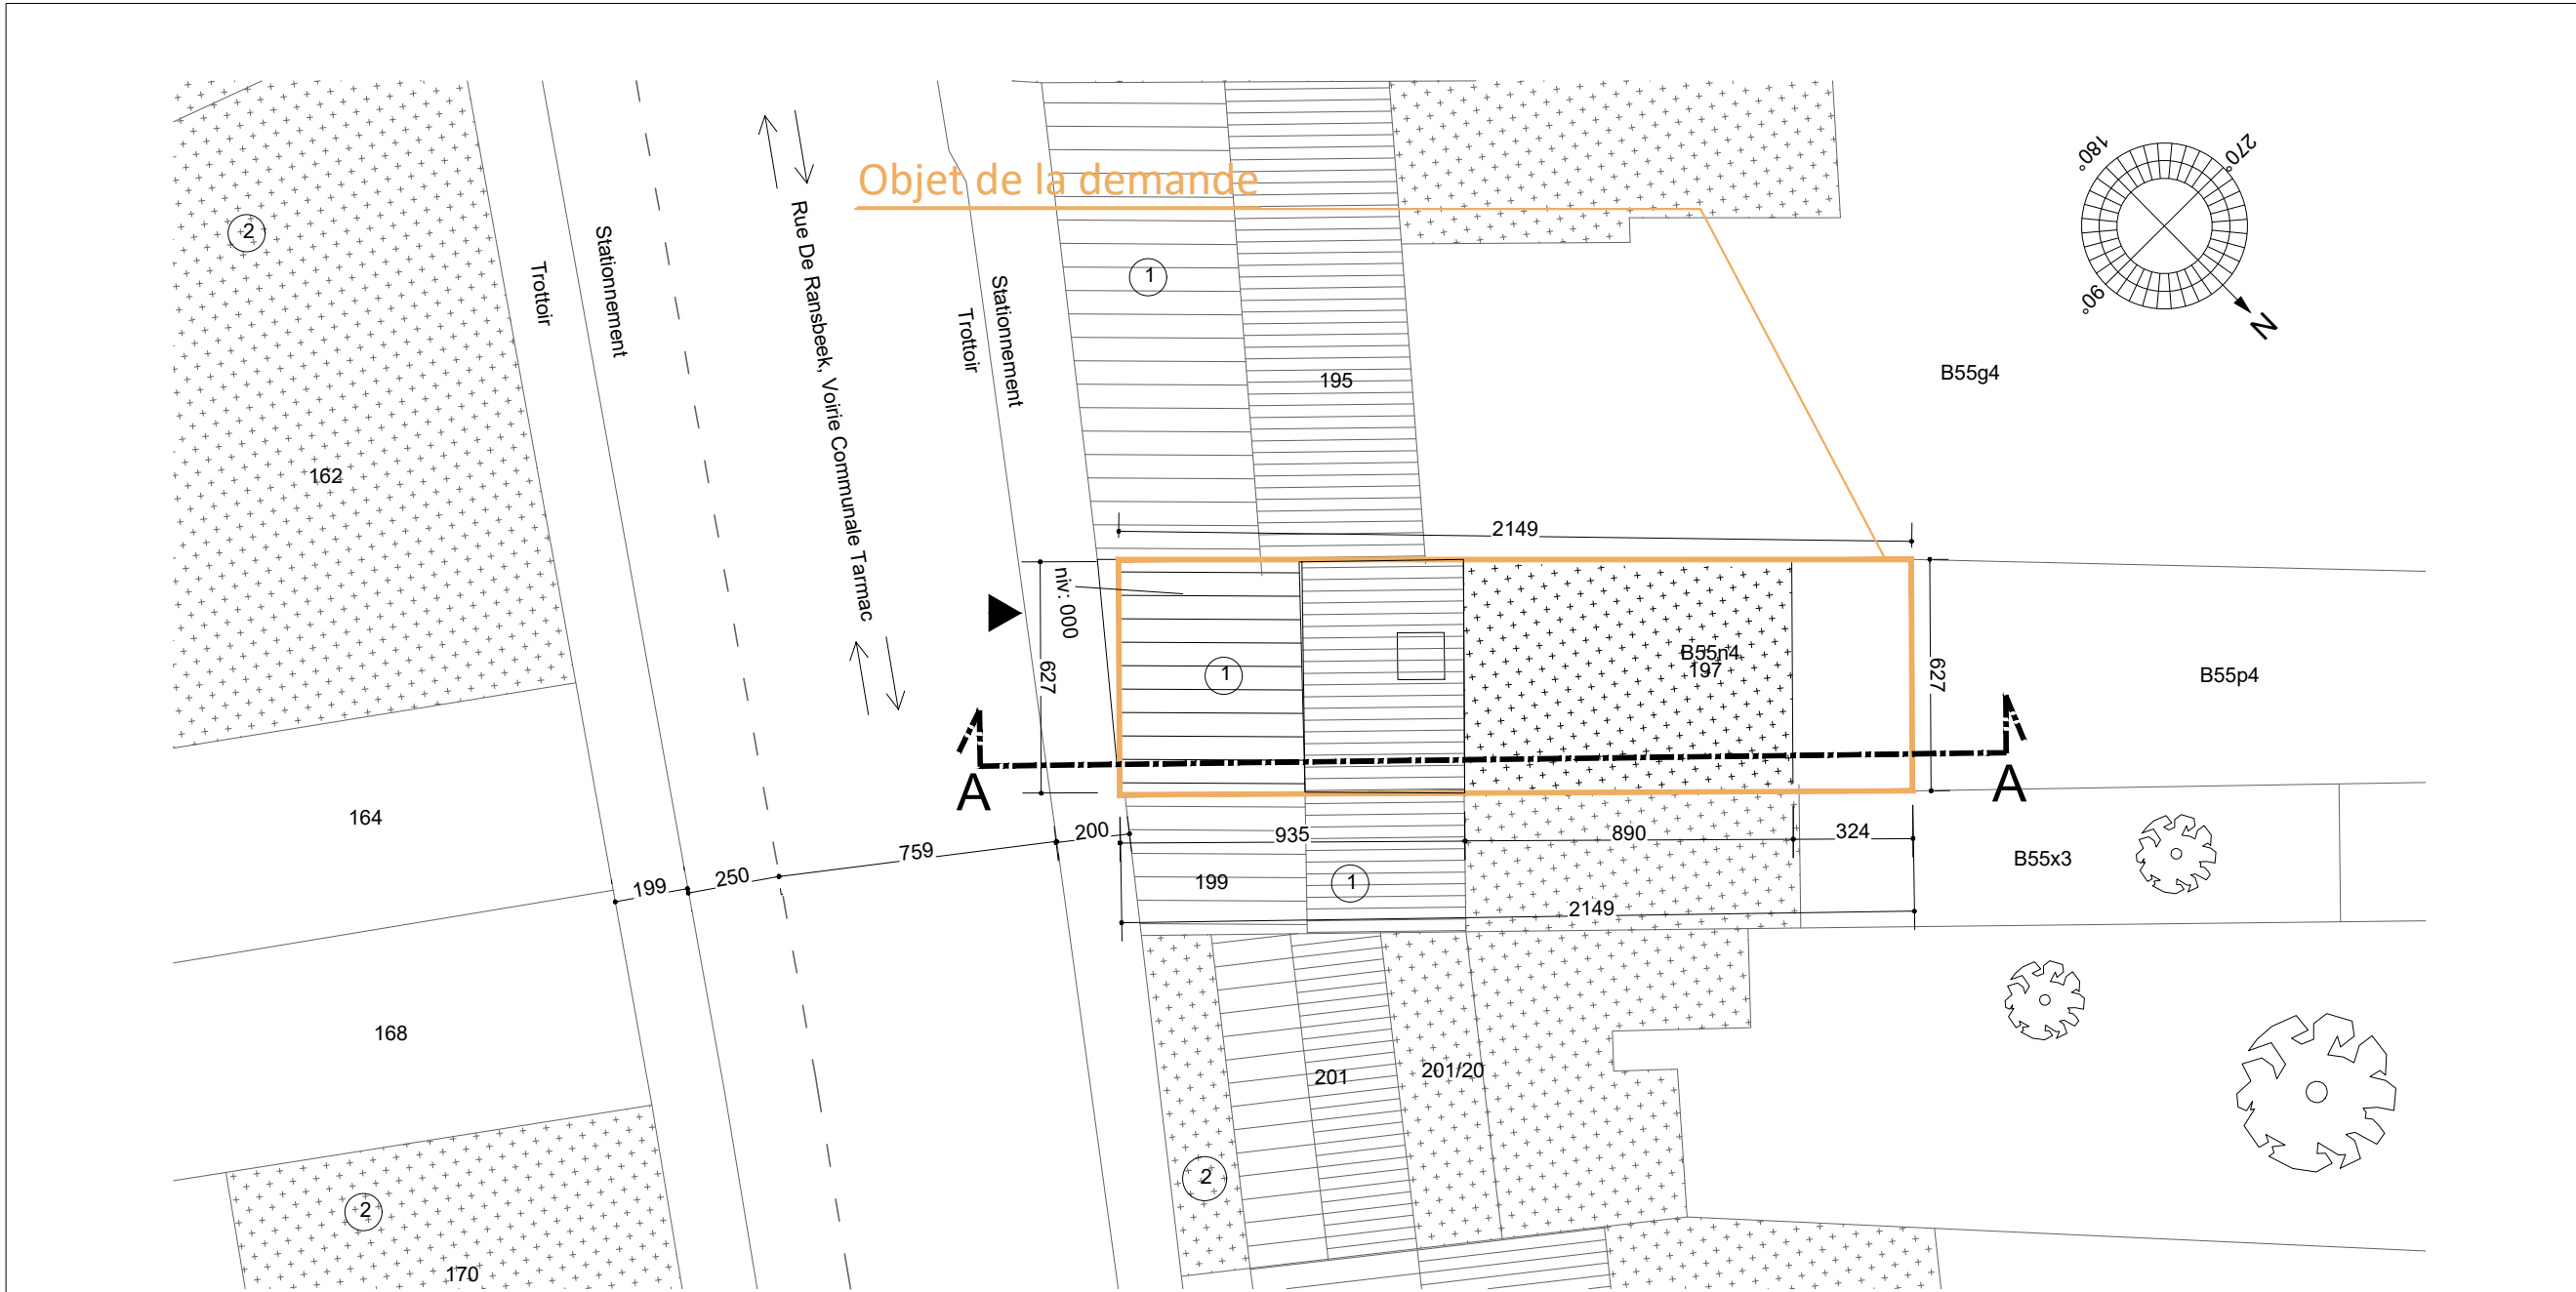 180°
270°
90°
N
Objet de la demande
2
Trottoir
Stationnement
Rue De Ransbeek, Voirie Communale Tarmac
Stationnement
Trottoir
1
195
B55g4
162
2149
niv: 000
627
1
B55n4
197
627
B55p4
A
A
164
199
250
759
200
935
890
324
B55x3
199
1
2149
168
201
201/20
2
2
170